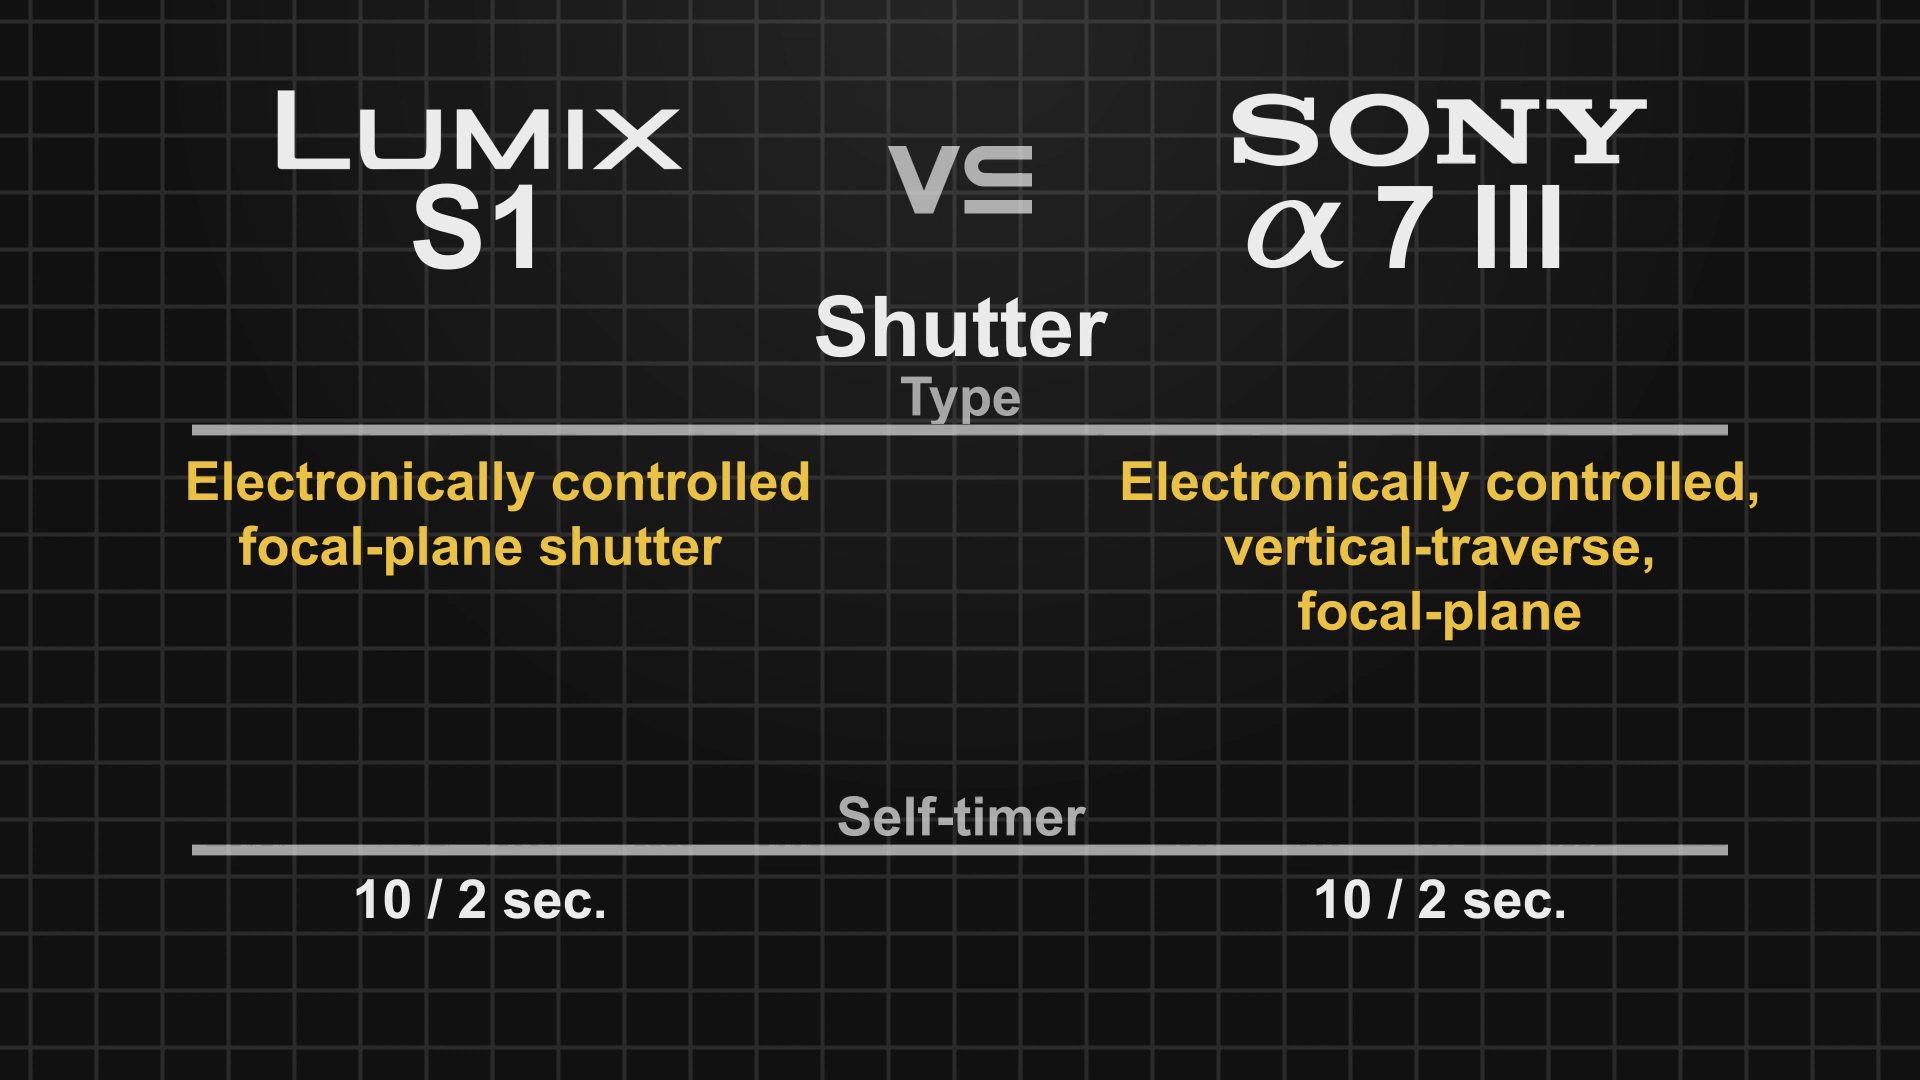 LUMIX
S1
VS
SONY
α 7 III
Shutter
Type
Electronically controlled
focal-plane shutter
Electronically controlled,
vertical-traverse,
focal-plane
Self-timer
10 / 2 sec.
10 / 2 sec.